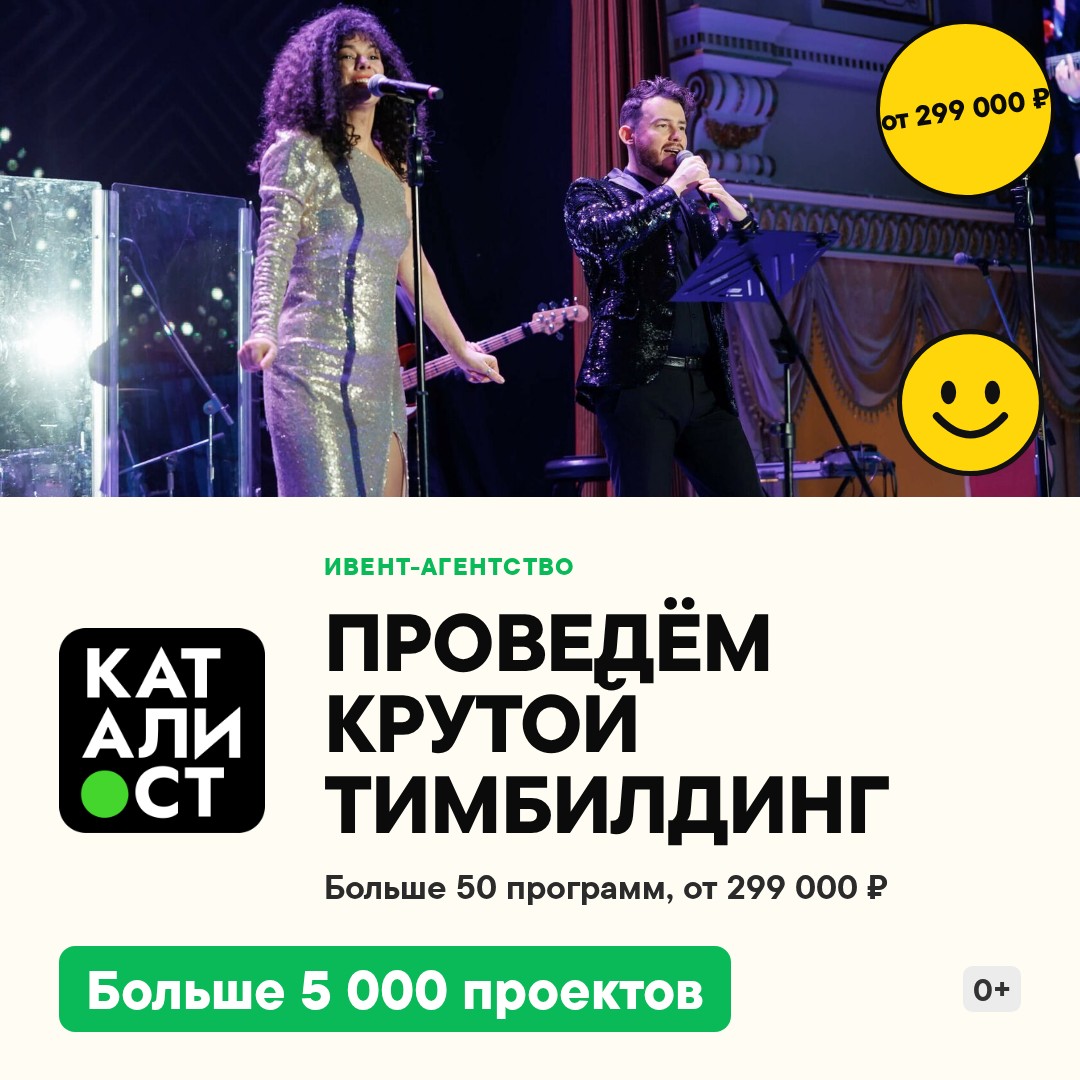 от 299 000 ₽
ИВЕНТ-АГЕНТСТВО
ПРОВЕДЁМ
КРУТОЙ
ТИМБИЛДИНГ
КАТ
АЛИ
СТ
Больше 50 программ, от 299 000 ₽
Больше 5 000 проектов
0+